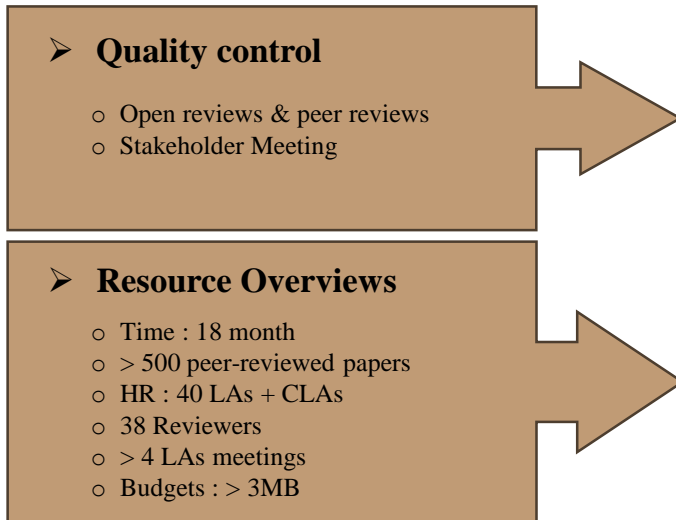 ➢ Quality control
o Open reviews & peer reviews
o Stakeholder Meeting
➢ Resource Overviews
o Time : 18 month
o > 500 peer-reviewed papers
o HR : 40 LAs + CLAs
o 38 Reviewers
o > 4 LAs meetings
o Budgets : > 3MB